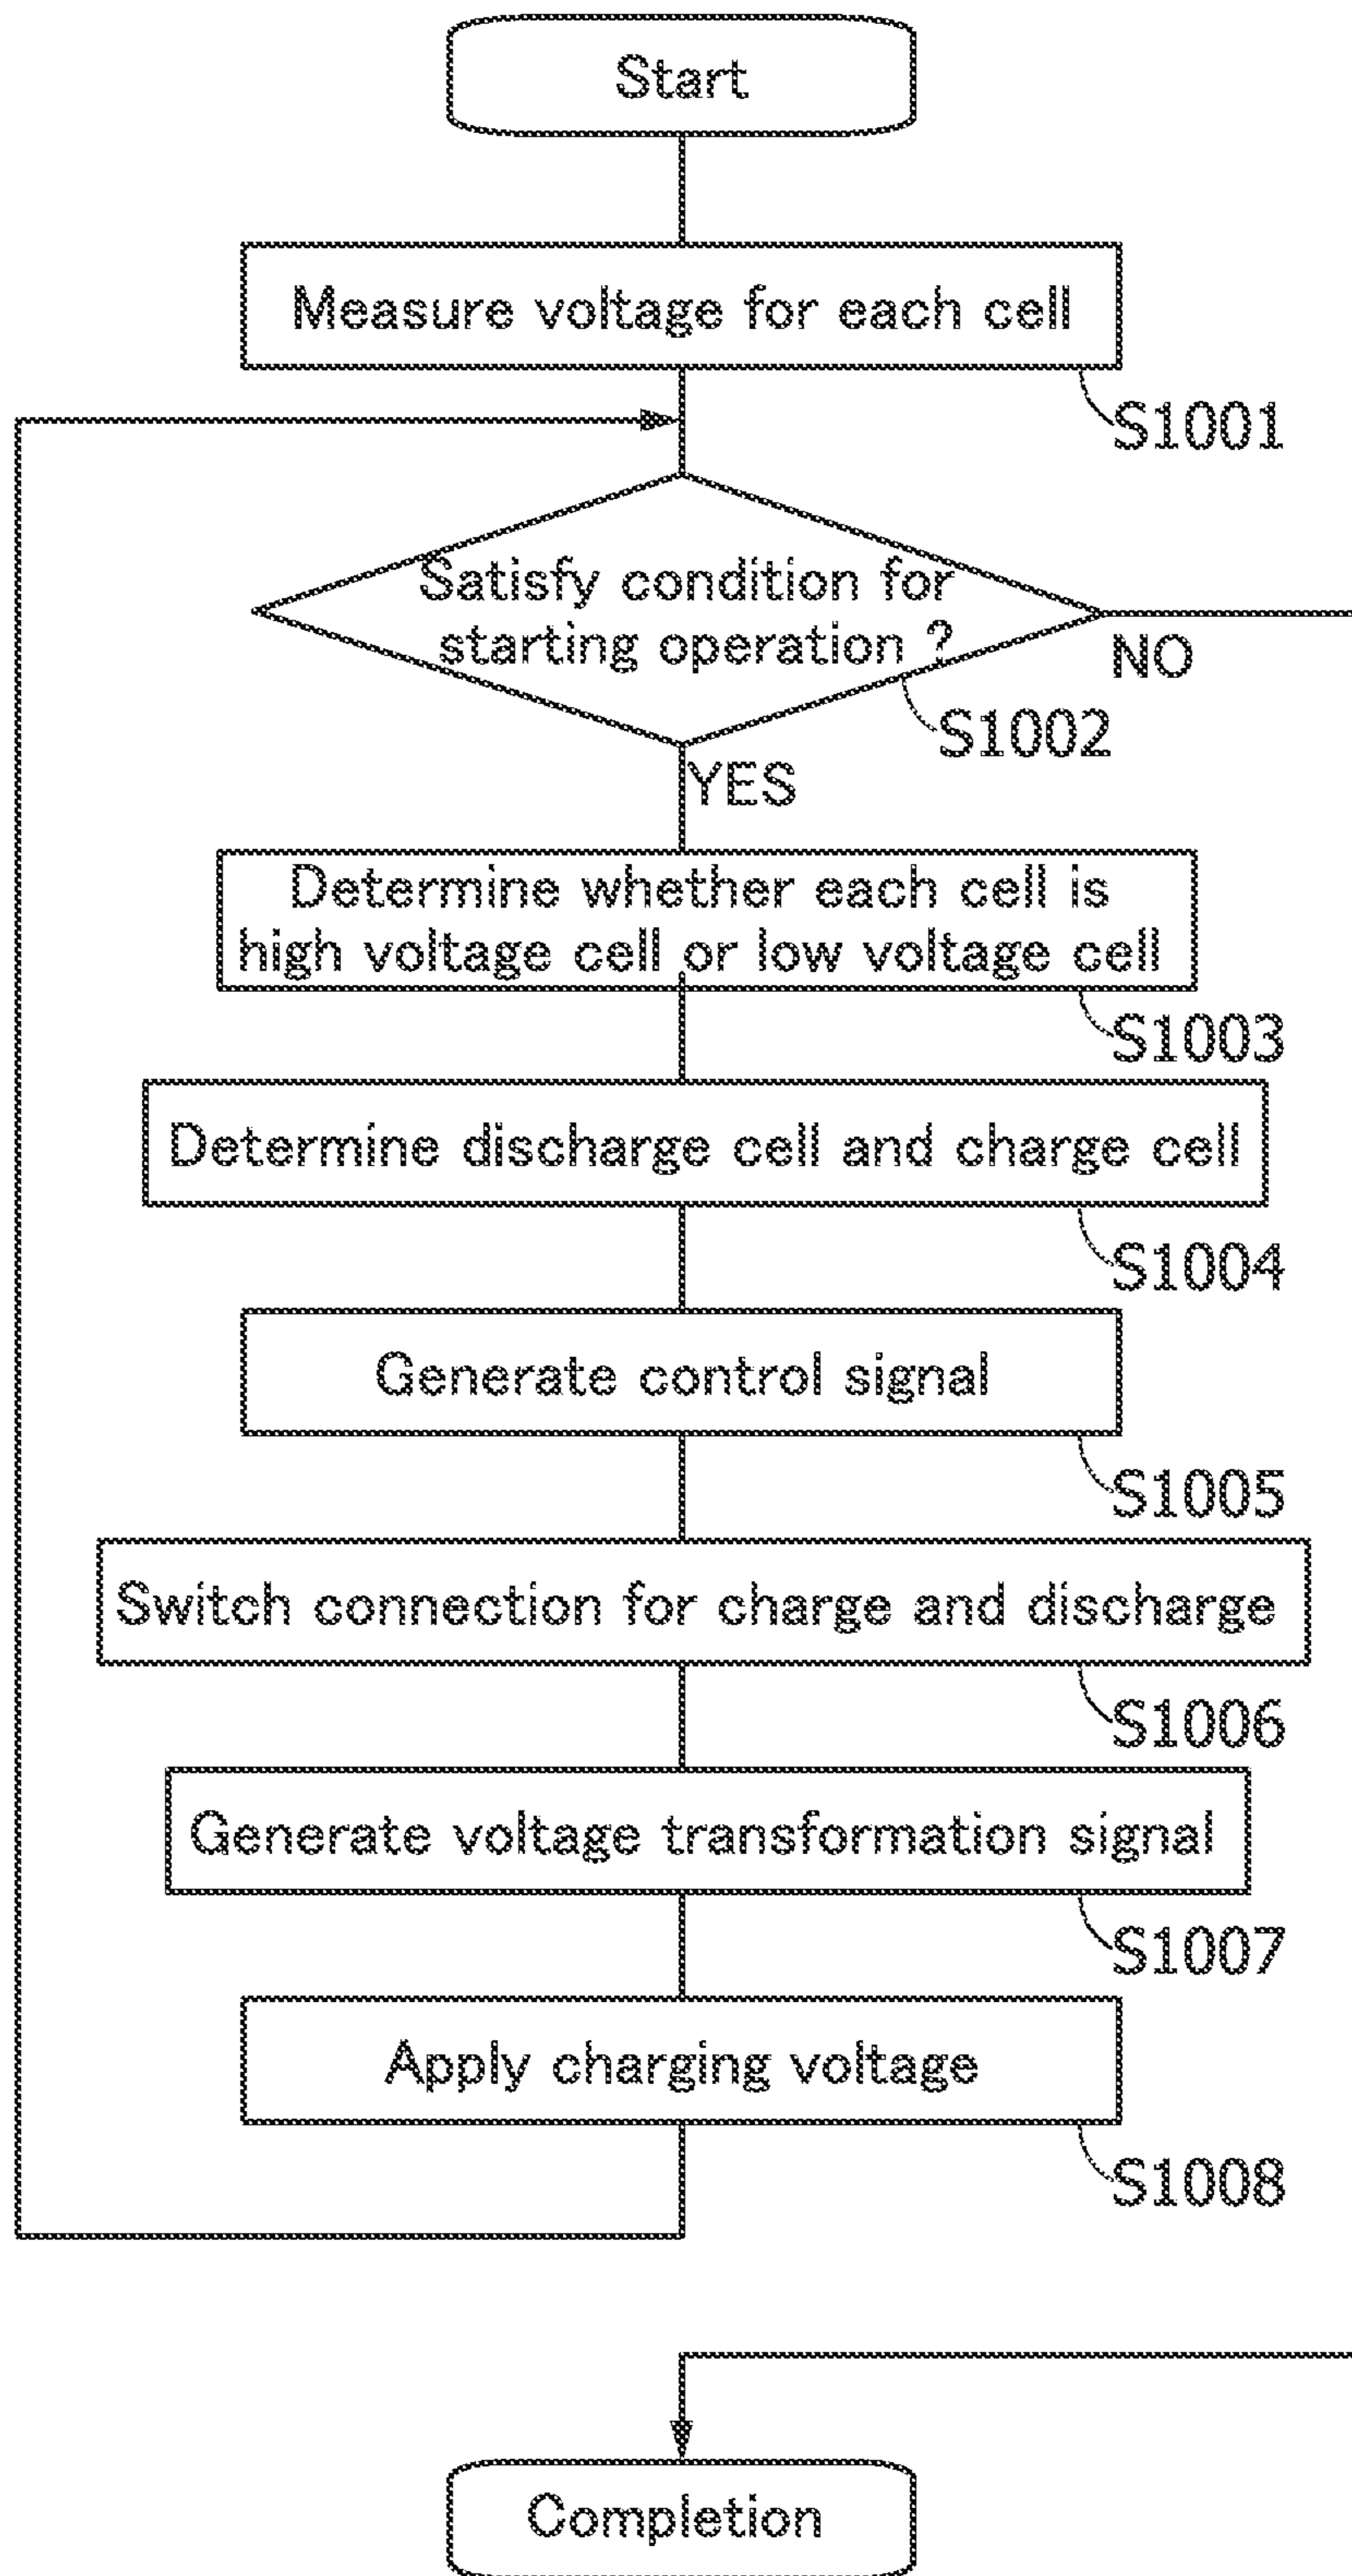 Start
Measure voltage for each cell
S1001
Satisfy condition for
starting operation ?
NO
S1002
YES
Determine whether each cell is
high voltage cell or low voltage cell
S1003
Determine discharge cell and charge cell
S1004
Generate control signal
S1005
Switch connection for charge and discharge
S1006
Generate voltage transformation signal
S1007
Apply charging voltage
S1008
Completion